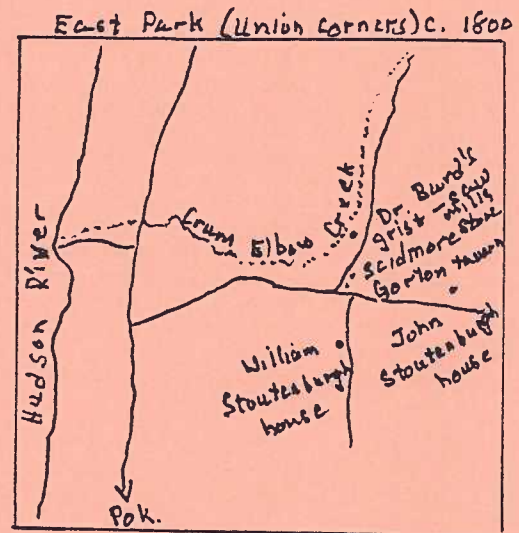 East Park (Union Corners) c. 1800
Hudson River
Crum Elbow Creek
Dr. Bard's
grist - saw
mills
Scidmore store
Gorton tavern
John
Stoutenburgh
house
William
Stoutenburgh
house
Pok.